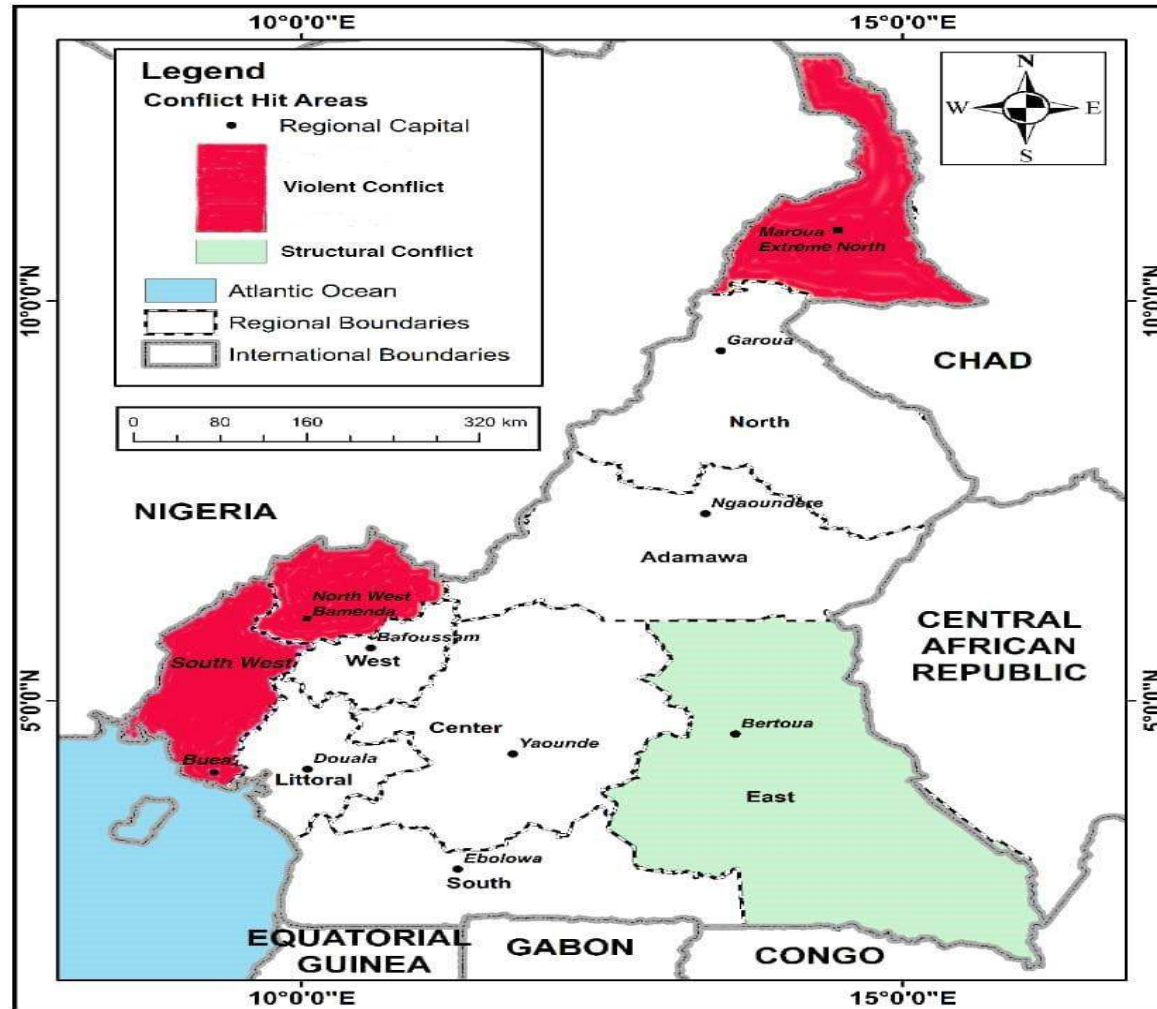 10°0'0"E
15°0'0"E
Legend
Conflict Hit Areas
Regional Capital
Violent Conflict
Structural Conflict
Atlantic Ocean
Regional Boundaries
International Boundaries
0 80 160 320 km
N
W E
S
Maroua
Extreme North
10°0'0"N
10°0'0"N
Garoua
CHAD
North
NIGERIA
Ngaoundere
Adamawa
North West
Bamenda
Bafoussam
West
South West
CENTRAL
AFRICAN
REPUBLIC
5°0'0"N
5°0'0"N
Center
Bertoua
Yaounde
Buea
Douala
Littoral
East
Ebolowa
South
EQUATORIAL
GUINEA
GABON
CONGO
10°0'0"E
15°0'0"E